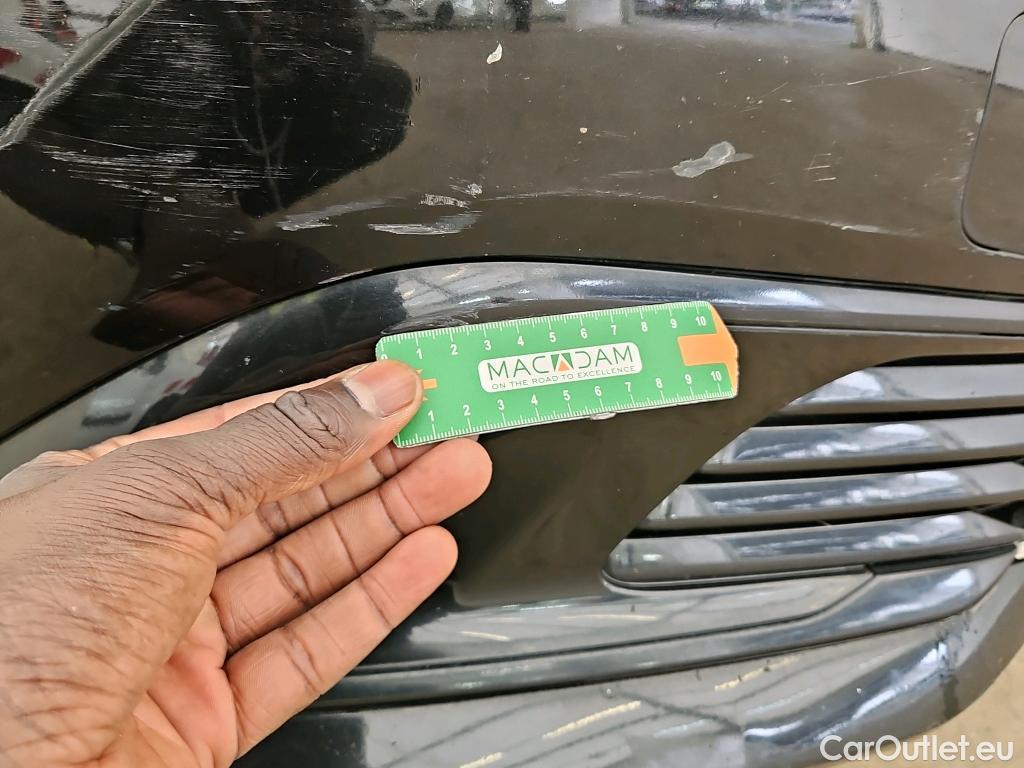 0 1 2 3 4 5 6 7 8 9 10
MACADAM
ON THE ROAD TO EXCELLENCE
1 2 3 4 5 6 7 8 9 10
CarOutlet.eu